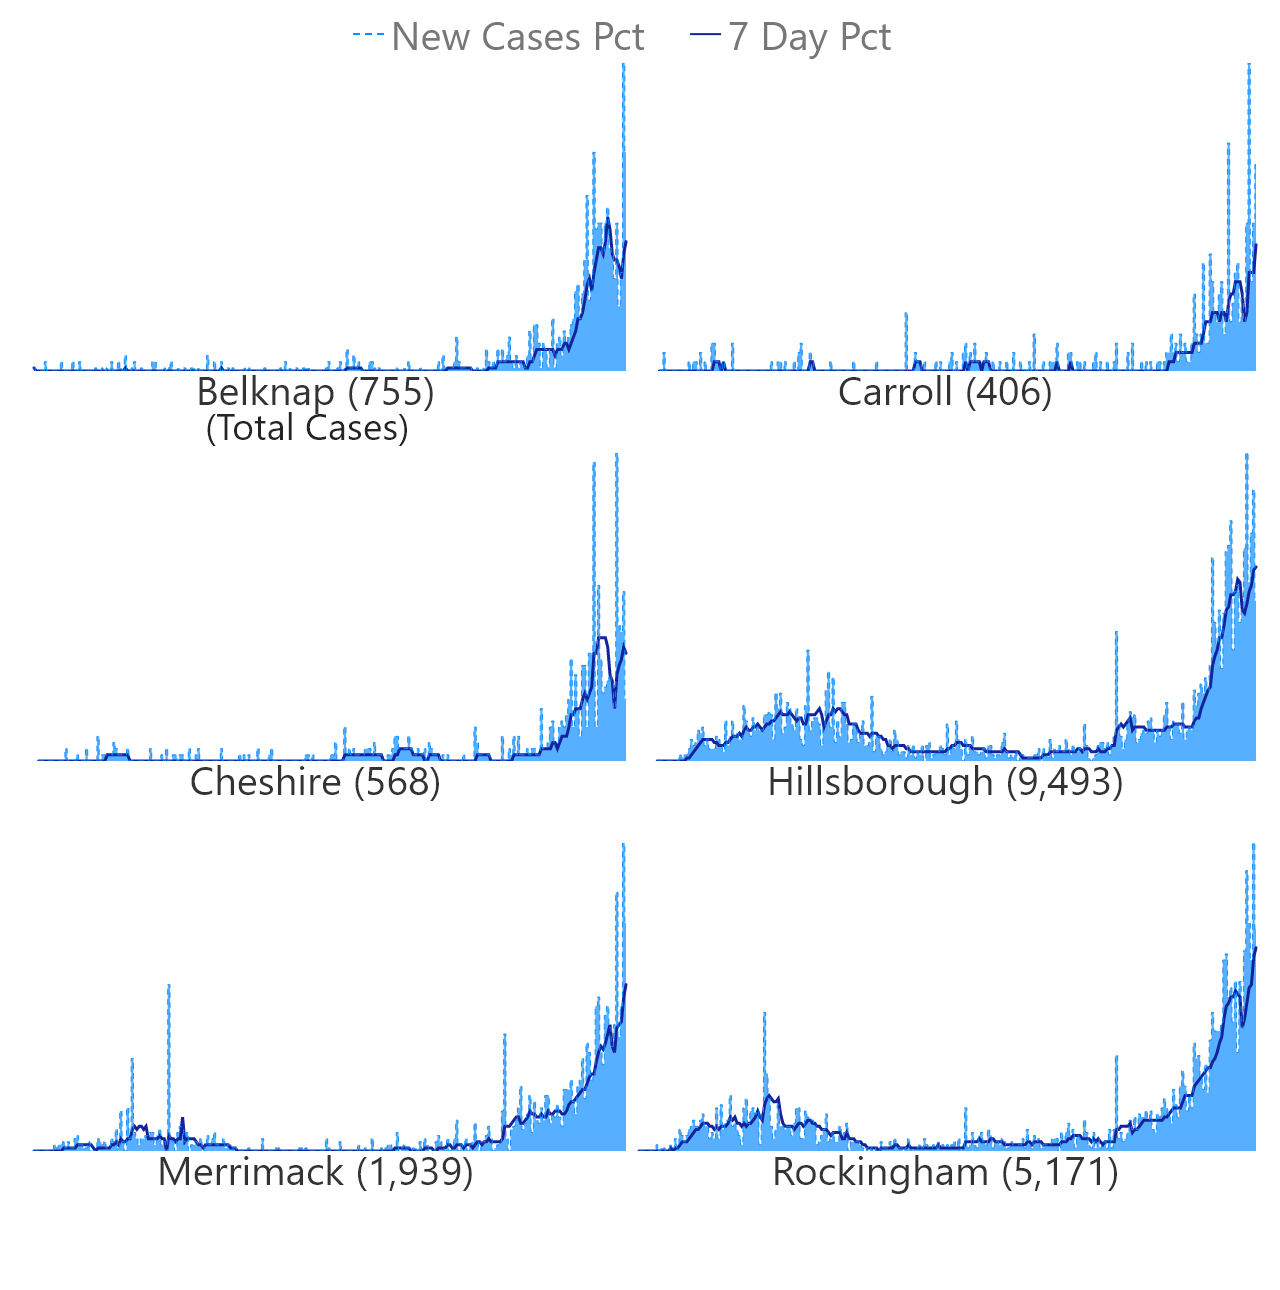 New Cases Pct 7 Day Pct
Belknap (755) Carroll (406)
(Total Cases)
Cheshire (568) Hillsborough (9,493)
Merrimack (1,939) Rockingham (5,171)